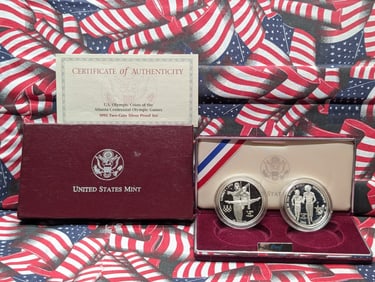 CERTIFICATE of AUTHENTICITY
U.S. Olympic Coins of the
Atlanta Centennial Olympic Games
1995 Two-Coin Silver Proof Set
UNITED STATES MINT